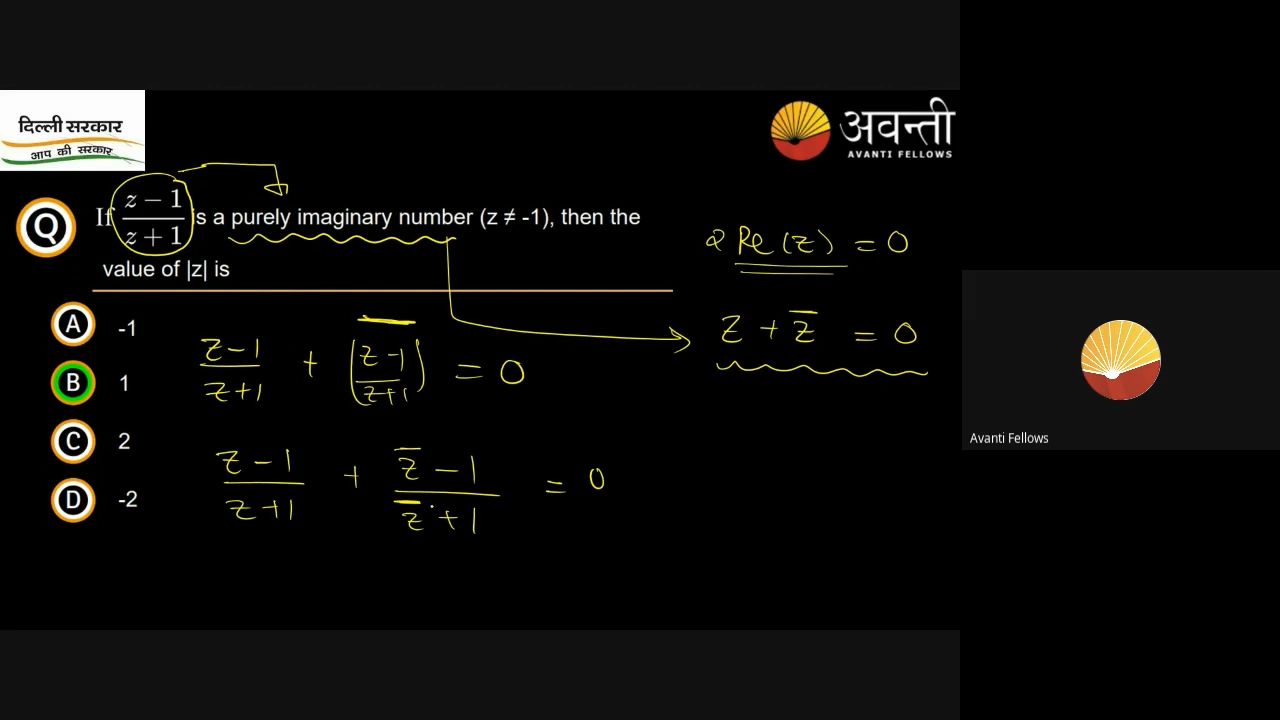 दिल्ली सरकार
आप की सरकार
अवन्ती
AVANTI FELLOWS
Q
If (z − 1)/(z + 1) is a purely imaginary number (z ≠ -1), then the
value of |z| is
A -1
B 1
C 2
D -2
2 Re(z) = 0
z + z̅ = 0
(z-1)/(z+1) + \overline{((z-1)/(z+1))} = 0
(z-1)/(z+1) + (z̅-1)/(z̅+1) = 0
Avanti Fellows